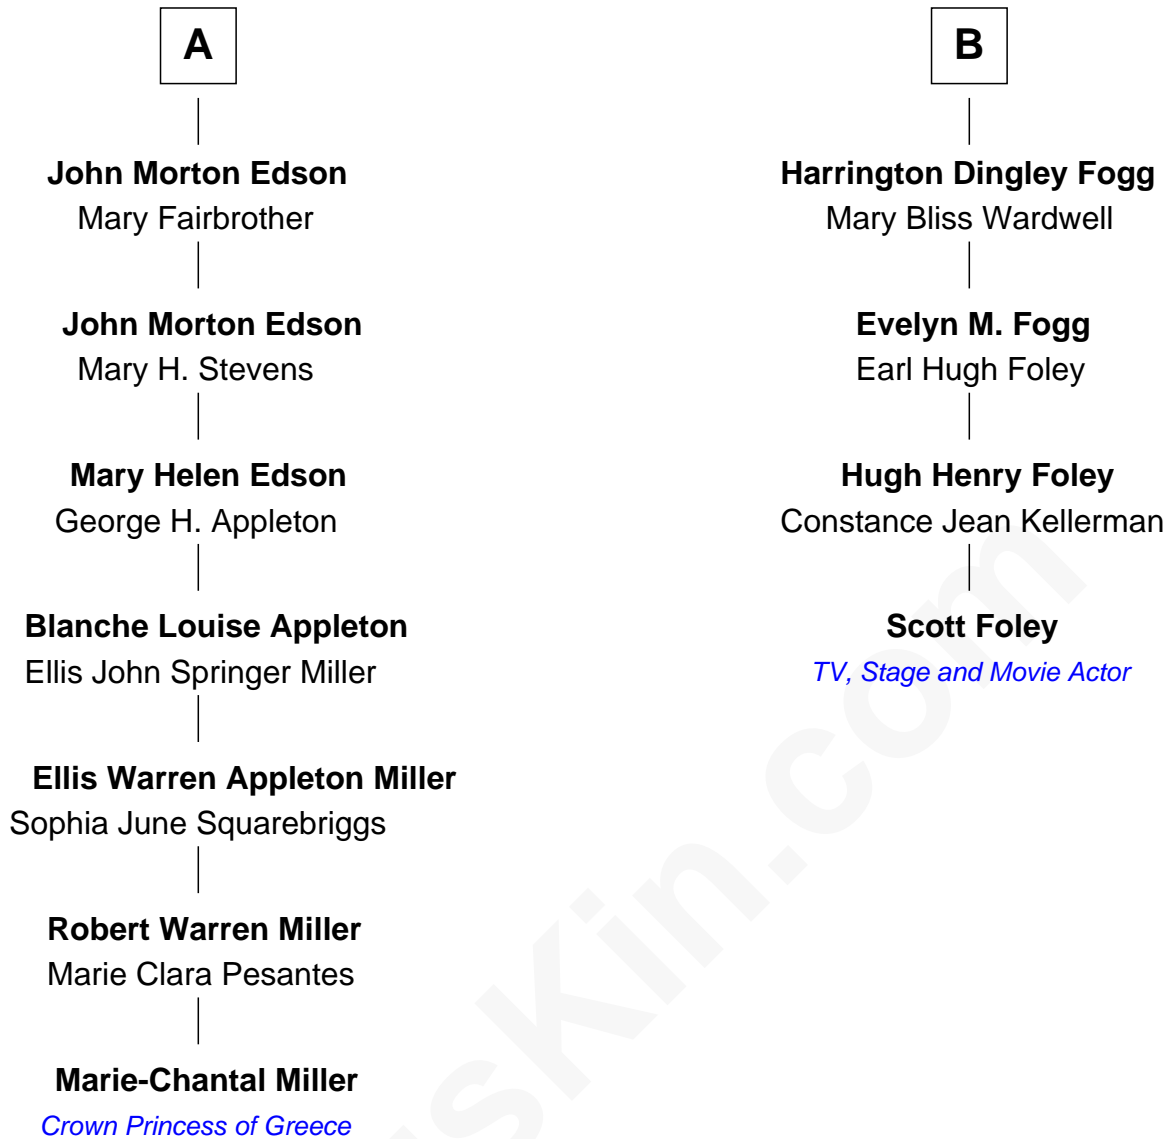 A
John Morton Edson
Mary Fairbrother
John Morton Edson
Mary H. Stevens
Mary Helen Edson
George H. Appleton
Blanche Louise Appleton
Ellis John Springer Miller
Ellis Warren Appleton Miller
Sophia June Squarebriggs
Robert Warren Miller
Marie Clara Pesantes
Marie-Chantal Miller
Crown Princess of Greece
B
Harrington Dingley Fogg
Mary Bliss Wardwell
Evelyn M. Fogg
Earl Hugh Foley
Hugh Henry Foley
Constance Jean Kellerman
Scott Foley
TV, Stage and Movie Actor
sKin.com